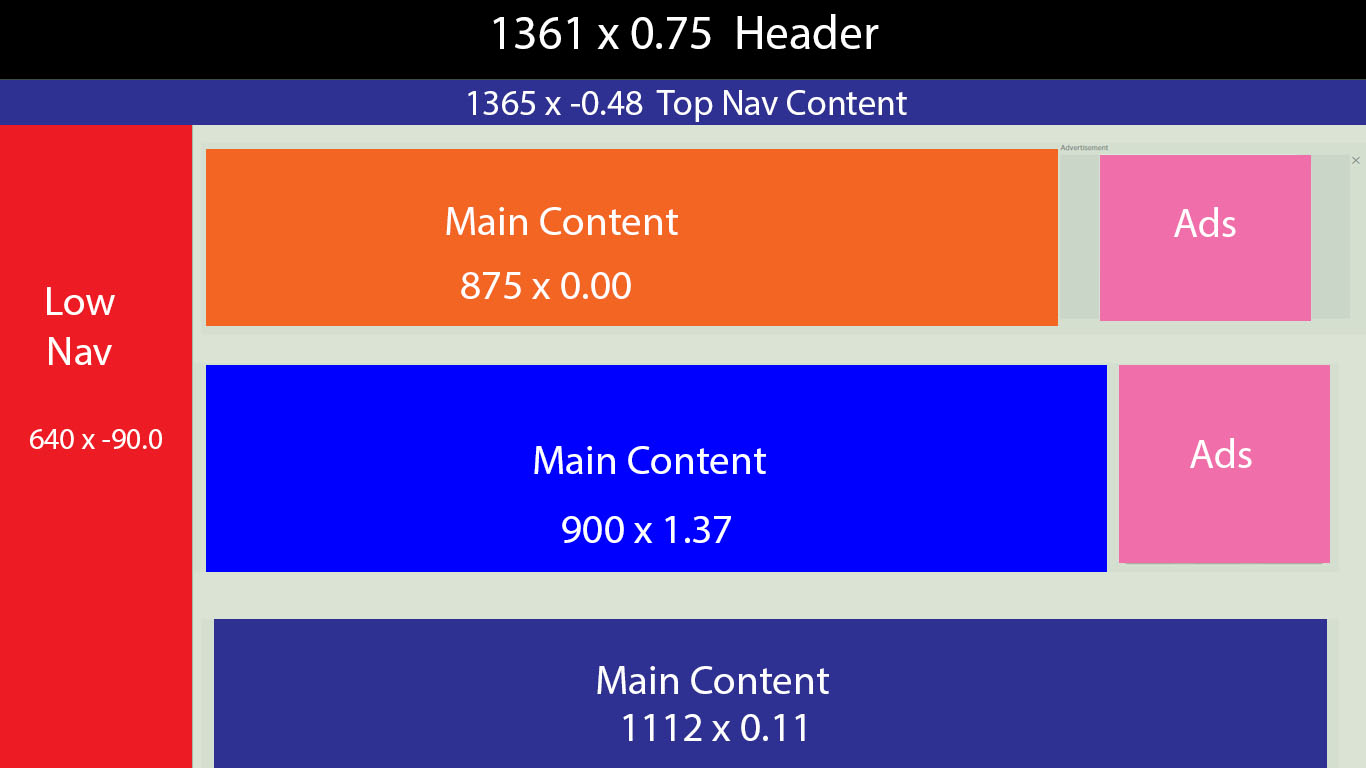 1361 x 0.75  Header
1365 x -0.48  Top Nav Content
Low
Nav
640 x -90.0
Main Content
875 x 0.00
Advertisement
Ads
Main Content
900 x 1.37
Ads
Main Content
1112 x 0.11